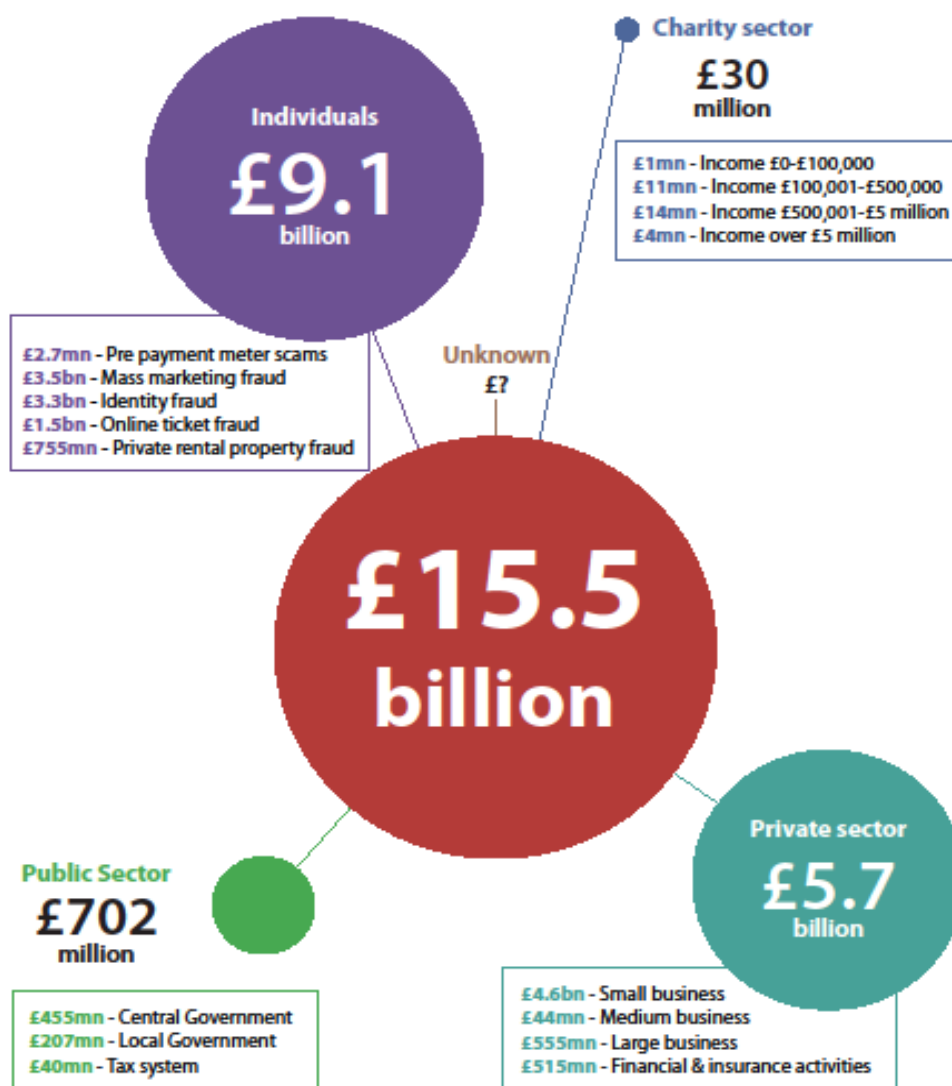 Individuals
£9.1
billion
Charity sector
£30
million
£1mn - Income £0-£100,000
£11mn - Income £100,001-£500,000
£14mn - Income £500,001-£5 million
£4mn - Income over £5 million
£2.7mn - Pre payment meter scams
£3.5bn - Mass marketing fraud
£3.3bn - Identity fraud
£1.5bn - Online ticket fraud
£755mn - Private rental property fraud
Unknown
£?
£15.5
billion
Public Sector
£702
million
£455mn - Central Government
£207mn - Local Government
£40mn - Tax system
Private sector
£5.7
billion
£4.6bn - Small business
£44mn - Medium business
£555mn - Large business
£515mn - Financial & insurance activities